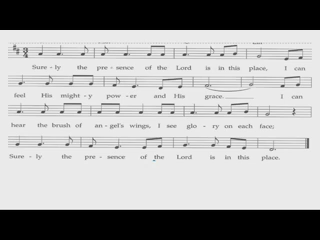 Sure - ly the pres - ence of the Lord is in this place, I can
feel His might - y pow - er and His grace. I can
hear the brush of an - gel's wings, I see glo - ry on each face;
Sure - ly the pres - ence of the Lord is in this place.